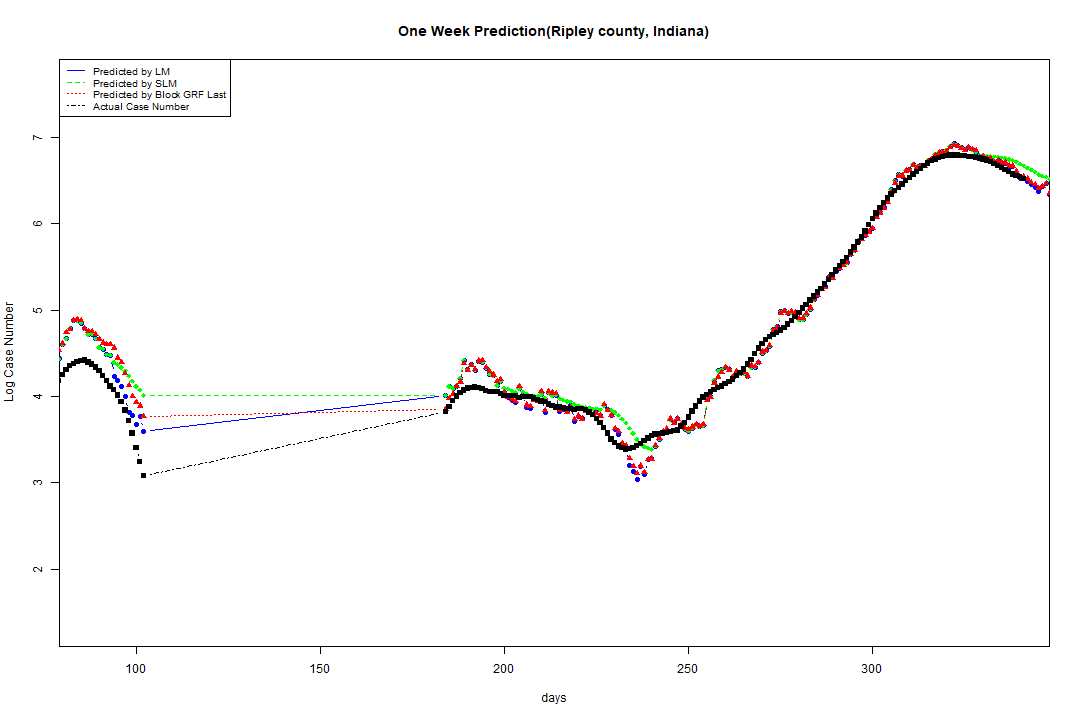 One Week Prediction(Ripley county, Indiana)
Predicted by LM
Predicted by SLM
Predicted by Block GRF Last
Actual Case Number
7
6
5
4
3
2
Log Case Number
100 150 200 250 300
days